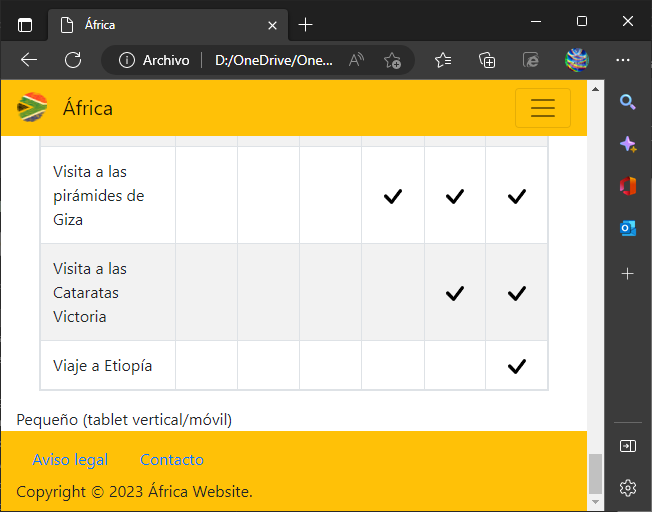 África
Archivo
D:/OneDrive/One...
África
Visita a las
pirámides de
Giza
Visita a las
Cataratas
Victoria
Viaje a Etiopía
Pequeño (tablet vertical/móvil)
Aviso legal
Contacto
Copyright © 2023 África Website.